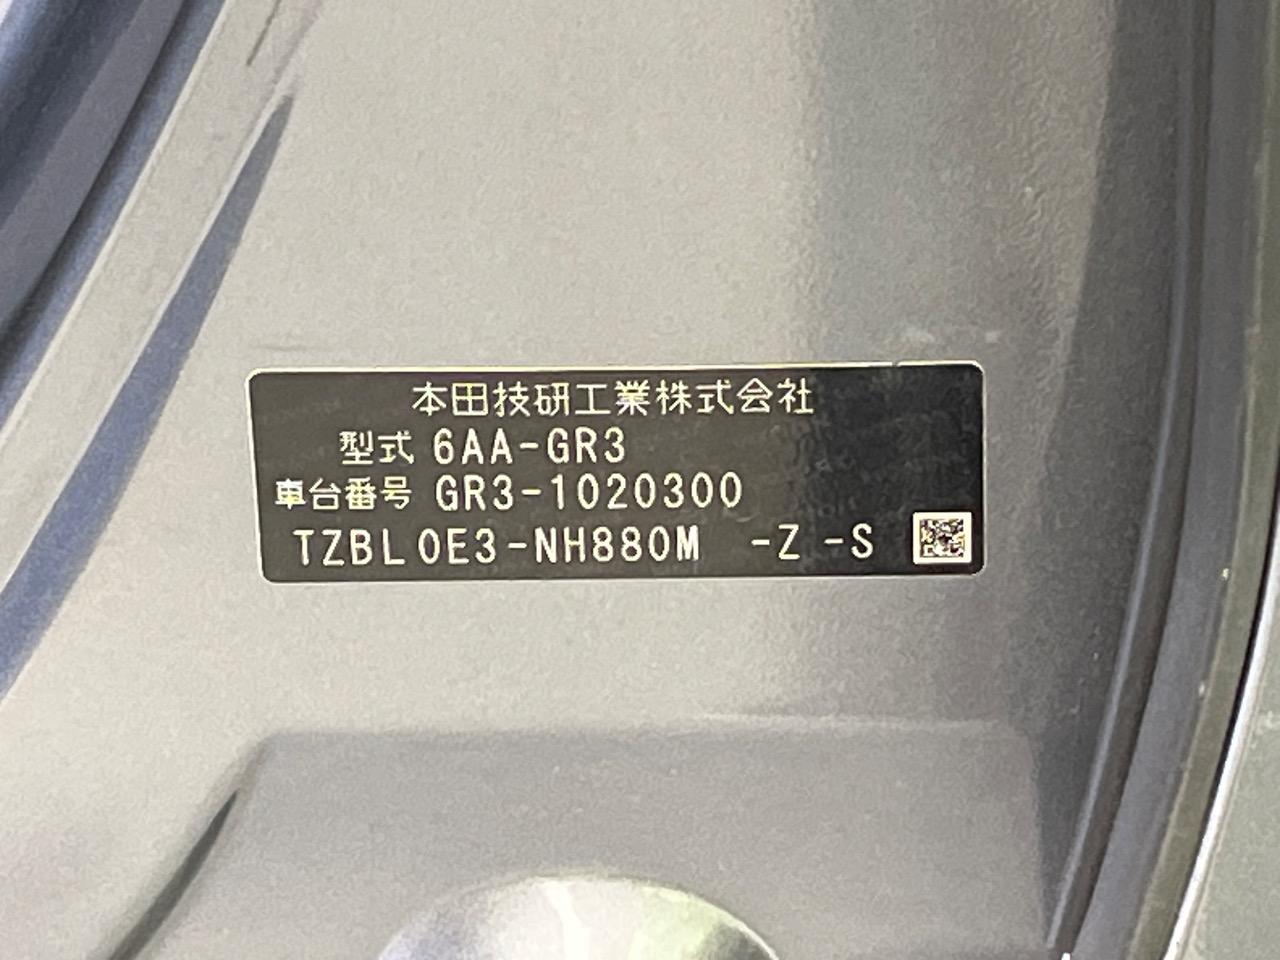 本田技研工業株式会社
型式 6AA-GR3
車台番号 GR3-1020300
TZBL0E3-NH880M -Z -S